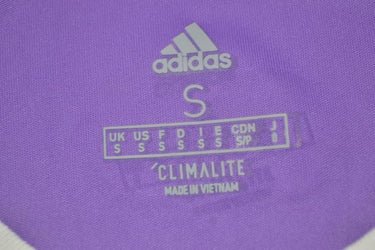 adidas
S
UK US F D I E CDN J
S S S S S S S/P
CLIMALITE
MADE IN VIETNAM